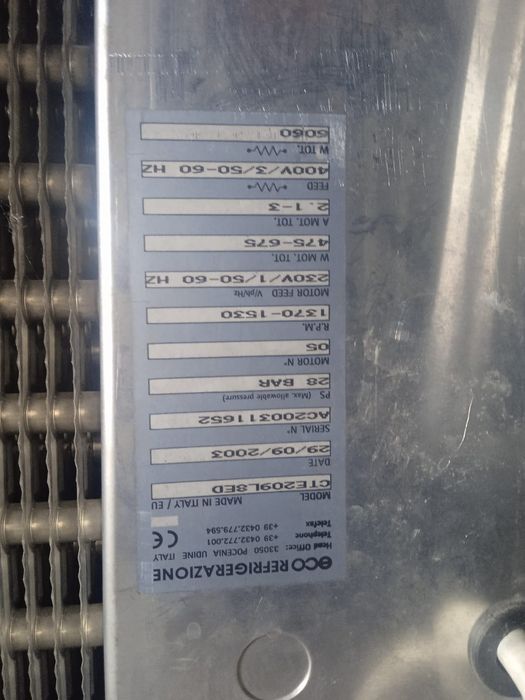 eco REFRIGERAZIONE
Head Office: 33050 POCENIA UDINE ITALY
Telephone +39 0432.772.001
Telefax +39 0432.779.594
CE
MODEL MADE IN ITALY / EU
CTE209L8ED
DATE
29/09/2003
SERIAL N°
AC200311652
PS (Max. allowable pressure)
28 BAR
MOTOR N°
05
R.P.M.
1370-1530
MOTOR FEED V/ph/Hz
230V/1/50-60 HZ
W MOT. TOT.
475-675
A MOT. TOT.
2.1-3
FEED
400V/3/50-60 HZ
W TOT.
6060